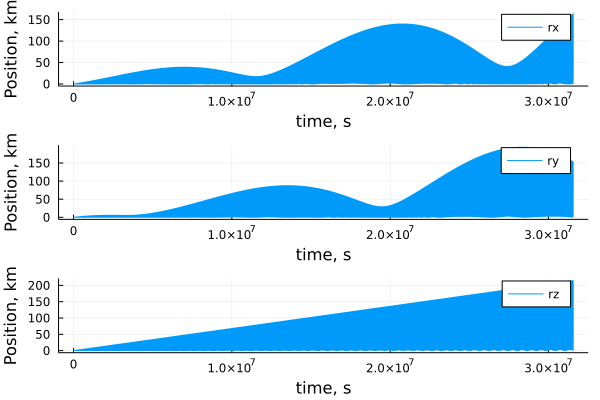 Position, km
150
100
50
0
rx
0
1.0×10⁷
2.0×10⁷
3.0×10⁷
time, s
Position, km
150
100
50
0
ry
0
1.0×10⁷
2.0×10⁷
3.0×10⁷
time, s
Position, km
200
150
100
50
0
rz
0
1.0×10⁷
2.0×10⁷
3.0×10⁷
time, s